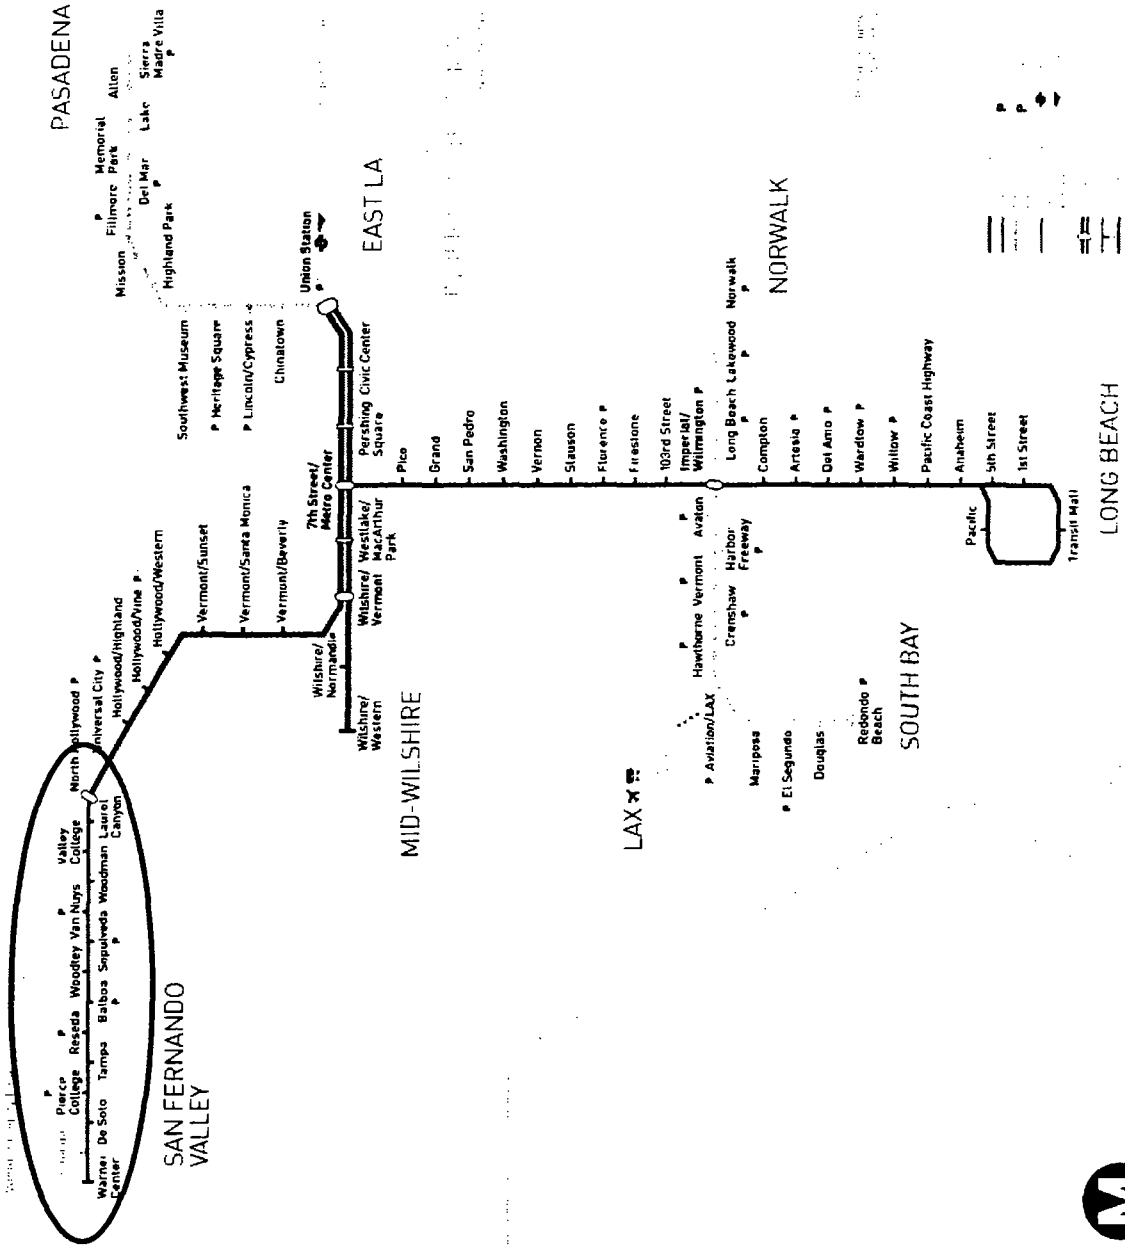 PASADENA
Sierra
Madre Villa
P
Allen
Lake
Memorial
Park
Del Mar
P
P
Fillmore
Mission
Highland Park
Southwest Museum
P Heritage Square
P Lincoln/Cypress
Chinatown
Union Station
P
EAST LA
Civic Center
Pershing
Square
7th Street/
Metro Center
Westlake/
MacArthur
Park
Wilshire/
Vermont
Wilshire/
Normandie
Wilshire/
Western
MID-WILSHIRE
Vermont/Beverly
Vermont/Santa Monica
Vermont/Sunset
Hollywood/Western
Hollywood/Vine P
Hollywood/Highland
Universal City P
North Hollywood P
Laurel
Canyon
Valley
College
Woodman
Van Nuys
P
Sepulveda
P
Woodley
Balboa
P
Reseda
P
Tampa
Pierce
College
P
De Soto
Warner
Center
SAN FERNANDO
VALLEY
Pico
Grand
San Pedro
Washington
Vernon
Slauson
Florence P
Firestone
103rd Street
Imperial/
Wilmington P
Long Beach
P
Lakewood
P
Norwalk
P
NORWALK
Avalon
P
Harbor
Freeway
P
Vermont
P
Crenshaw
P
Hawthorne
P
P Aviation/LAX
LAX
Mariposa
P El Segundo
Douglas
Redondo P
Beach
SOUTH BAY
Compton
Artesia P
Del Amo P
Wardlow P
Willow P
Pacific Coast Highway
Anaheim
5th Street
1st Street
Pacific
Transit Mall
LONG BEACH
P
P
M